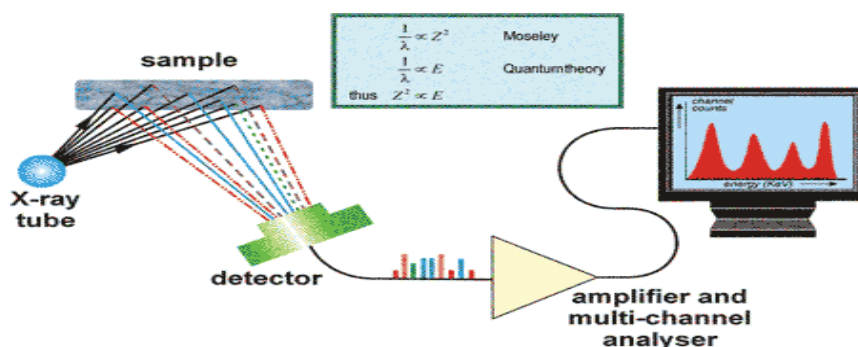 sample
1/λ ∝ Z² Moseley
1/λ ∝ E Quantumtheory
thus Z² ∝ E
channel
counts
energy (KeV)
X-ray
tube
detector
amplifier and
multi-channel
analyser